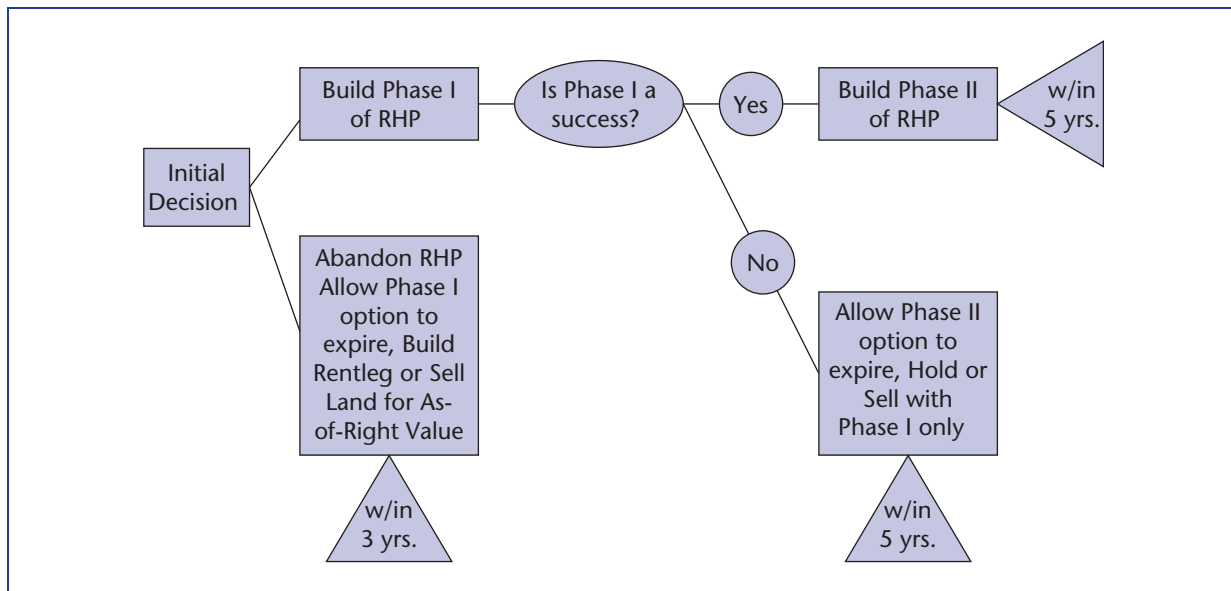 Initial
Decision
Build Phase I
of RHP
Is Phase I a
success?
Yes
Build Phase II
of RHP
w/in
5 yrs.
No
Abandon RHP
Allow Phase I
option to
expire, Build
Rentleg or Sell
Land for As-
of-Right Value
w/in
3 yrs.
Allow Phase II
option to
expire, Hold or
Sell with
Phase I only
w/in
5 yrs.